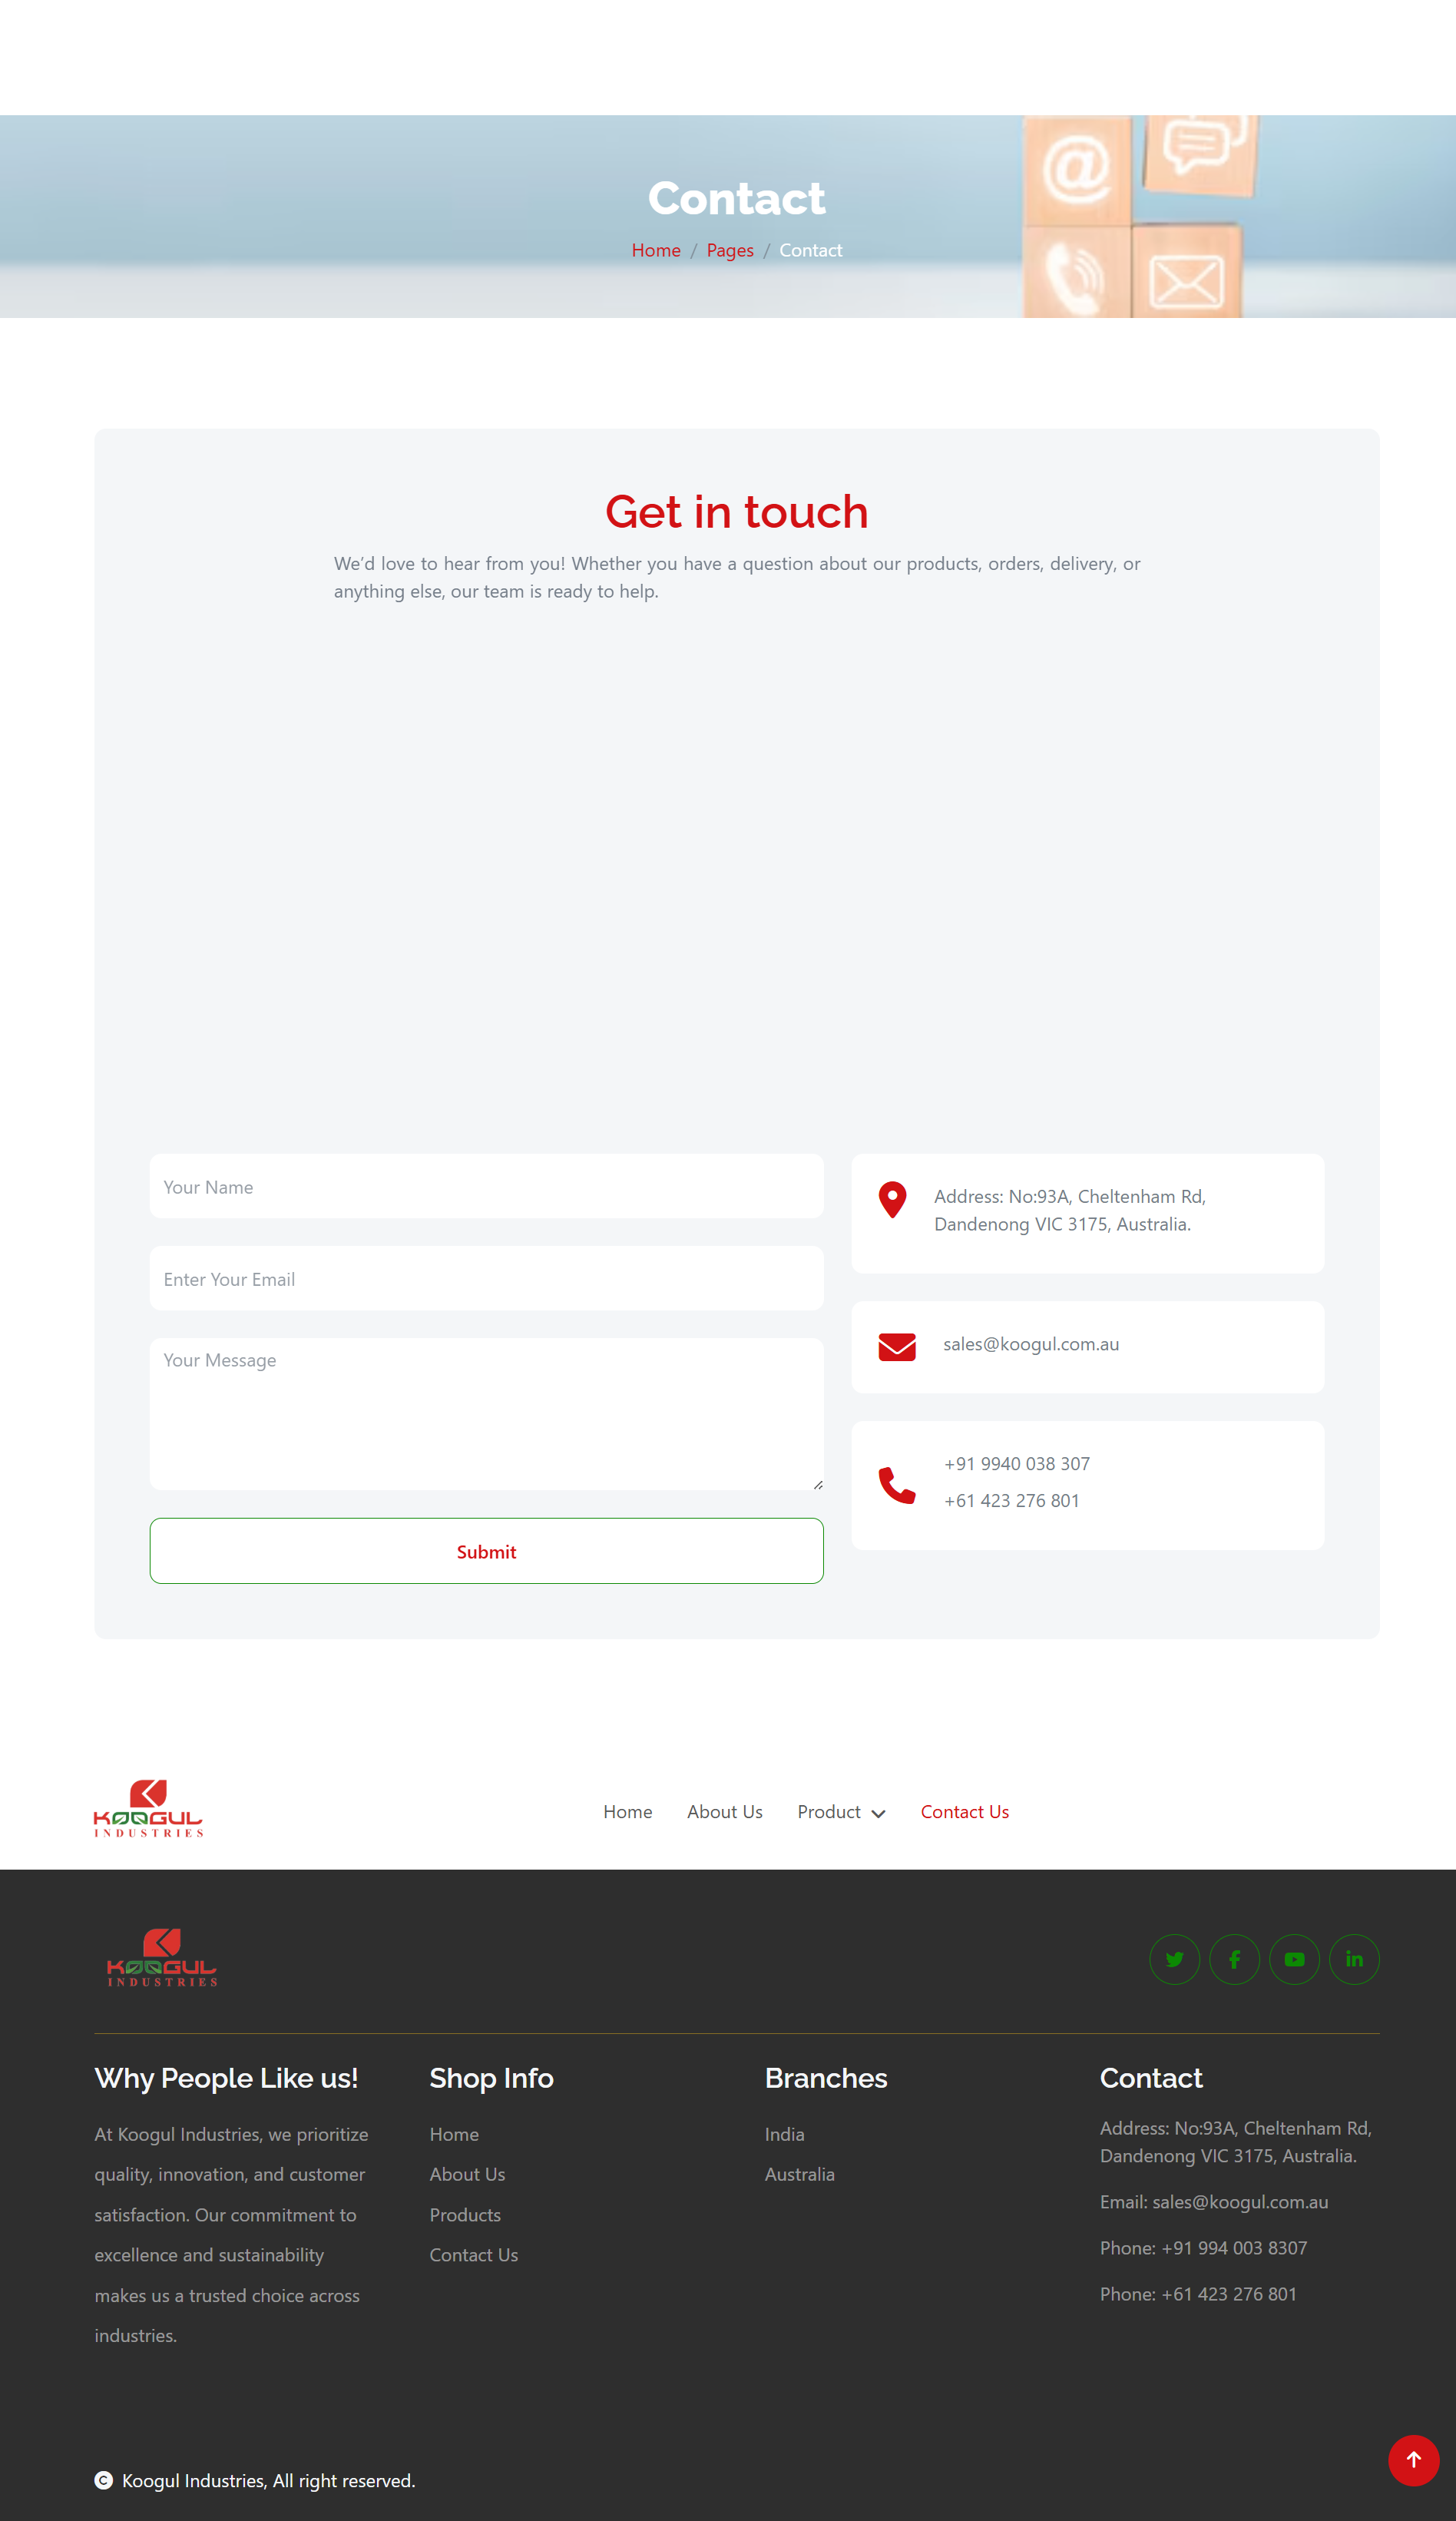 Contact
Home / Pages / Contact
Get in touch
We’d love to hear from you! Whether you have a question about our products, orders, delivery, or
anything else, our team is ready to help.
Your Name
Enter Your Email
Your Message
Submit
Address: No:93A, Cheltenham Rd,
Dandenong VIC 3175, Australia.
sales@koogul.com.au
+91 9940 038 307
+61 423 276 801
KOOGUL
INDUSTRIES
Home
About Us
Product
Contact Us
KOOGUL
INDUSTRIES
Why People Like us!
At Koogul Industries, we prioritize
quality, innovation, and customer
satisfaction. Our commitment to
excellence and sustainability
makes us a trusted choice across
industries.
Shop Info
Home
About Us
Products
Contact Us
Branches
India
Australia
Contact
Address: No:93A, Cheltenham Rd,
Dandenong VIC 3175, Australia.
Email: sales@koogul.com.au
Phone: +91 994 003 8307
Phone: +61 423 276 801
© Koogul Industries, All right reserved.